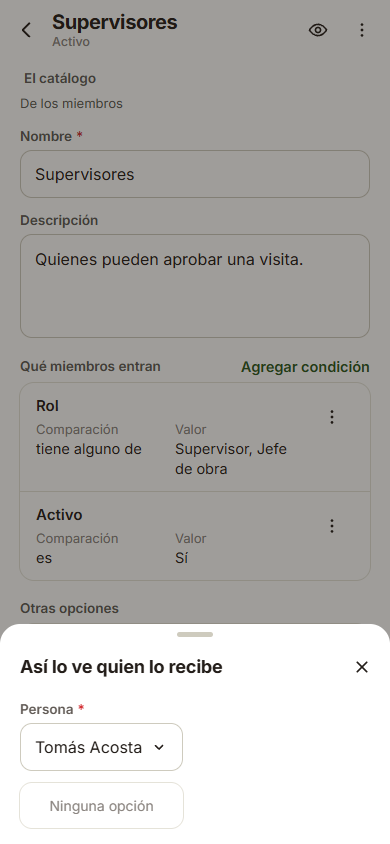 Supervisores
Activo
El catálogo
De los miembros
Nombre *
Supervisores
Descripción
Quienes pueden aprobar una visita.
Qué miembros entran
Agregar condición
Rol
Comparación
Valor
tiene alguno de
Supervisor, Jefe
de obra
Activo
Comparación
Valor
es
Sí
Otras opciones
Así lo ve quien lo recibe
Persona *
Tomás Acosta
Ninguna opción